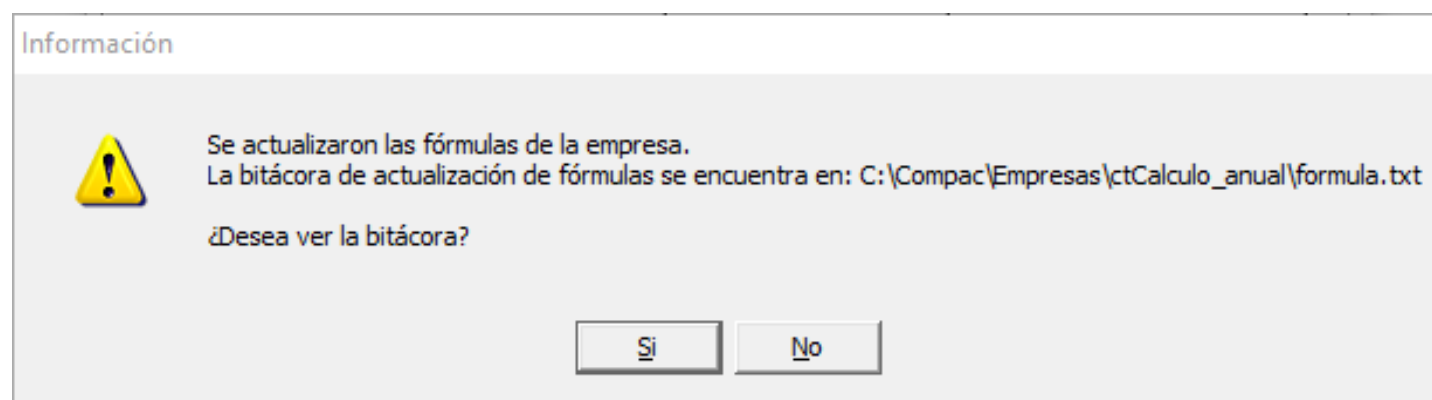 Información
Se actualizaron las fórmulas de la empresa.
La bitácora de actualización de fórmulas se encuentra en: C:\Compac\Empresas\ctCalculo_anual\formula.txt
¿Desea ver la bitácora?
Si No